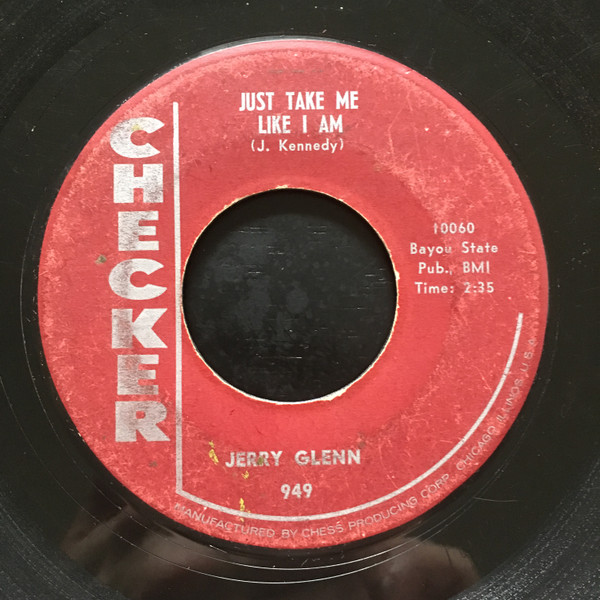 CHECKER
JUST TAKE ME
LIKE I AM
(J. Kennedy)
10060
Bayou State
Pub., BMI
Time: 2:35
JERRY GLENN
949
MANUFACTURED BY CHESS PRODUCING CORP. CHICAGO, ILLINOIS, U.S.A.